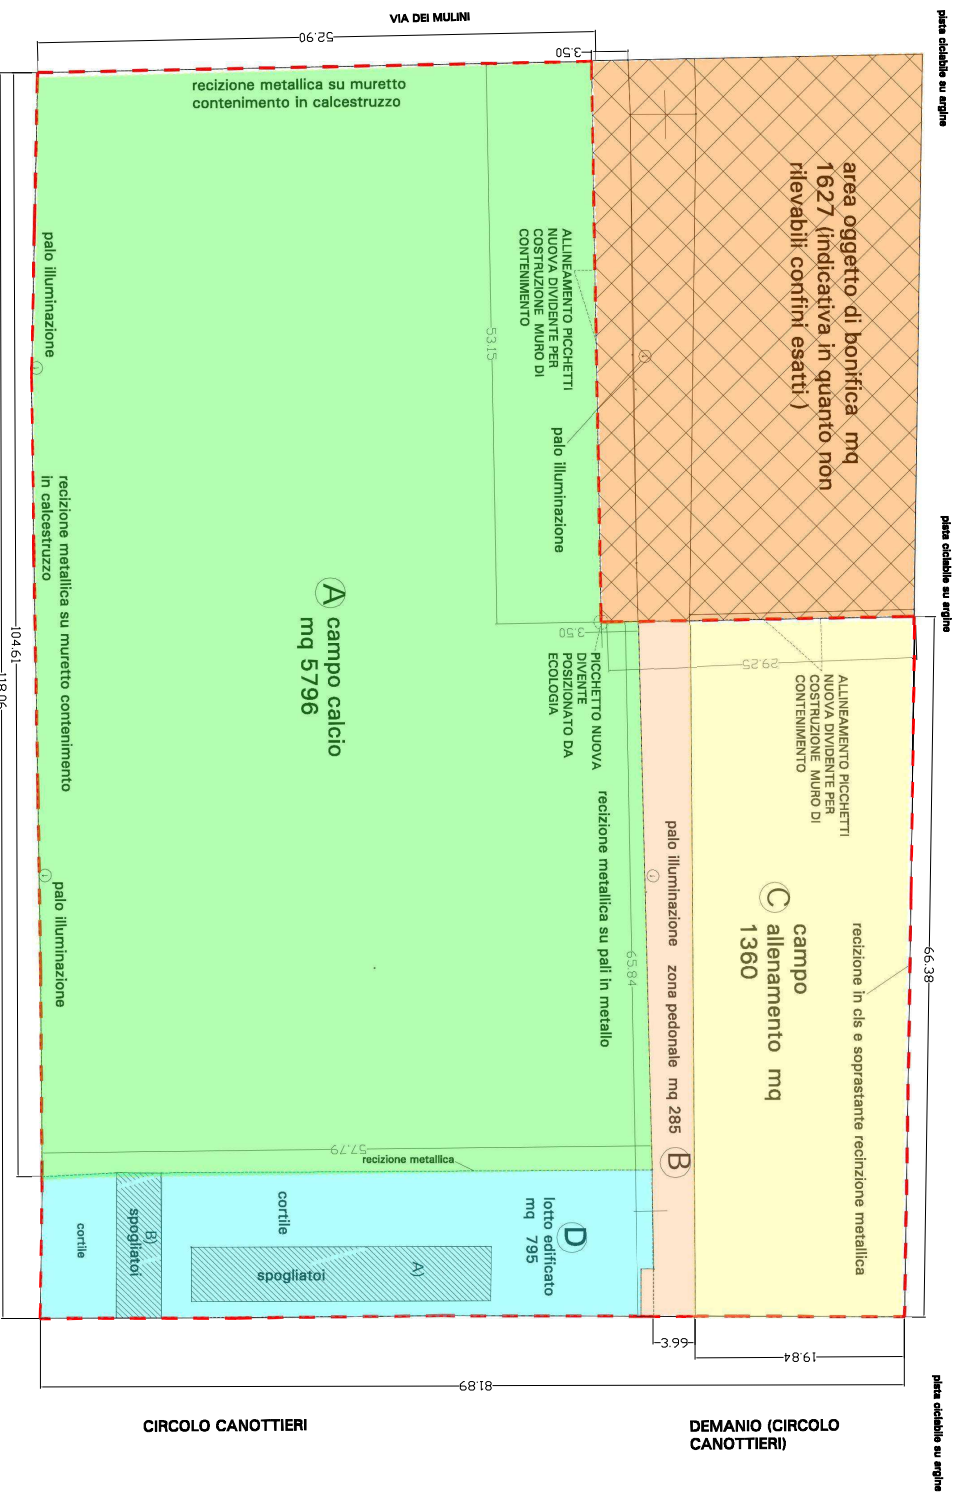 VIA DEI MULINI
pista ciclabile su argine
52.90
3.50
recizione metallica su muretto
contenimento in calcestruzzo
area oggetto di bonifica mq
1627 (indicativa in quanto non
rilevabili confini esatti )
palo illuminazione
ALLINEAMENTO PICCHETTI
NUOVA DIVIDENTE PER
COSTRUZIONE MURO DI
CONTENIMENTO
53.15
palo illuminazione
recizione metallica su muretto contenimento
in calcestruzzo
pista ciclabile su argine
A campo calcio
mq 5796
3.50
29.25
PICCHETTO NUOVA
DIVENTE
POSIZIONATO DA
ECOLOGIA
ALLINEAMENTO PICCHETTI
NUOVA DIVIDENTE PER
COSTRUZIONE MURO DI
CONTENIMENTO
104.61
118.06
recizione metallica su pali in metallo
palo illuminazione
zona pedonale mq 285 B
C campo
allenamento mq
1360
recizione in cls e soprastante recinzione metallica
66.38
65.84
palo illuminazione
57.79
recizione metallica
cortile
B)
spogliatoi
cortile
A)
spogliatoi
D
lotto edificato
mq 795
3.66
19.84
81.89
pista ciclabile su argine
CIRCOLO CANOTTIERI
DEMANIO (CIRCOLO
CANOTTIERI)